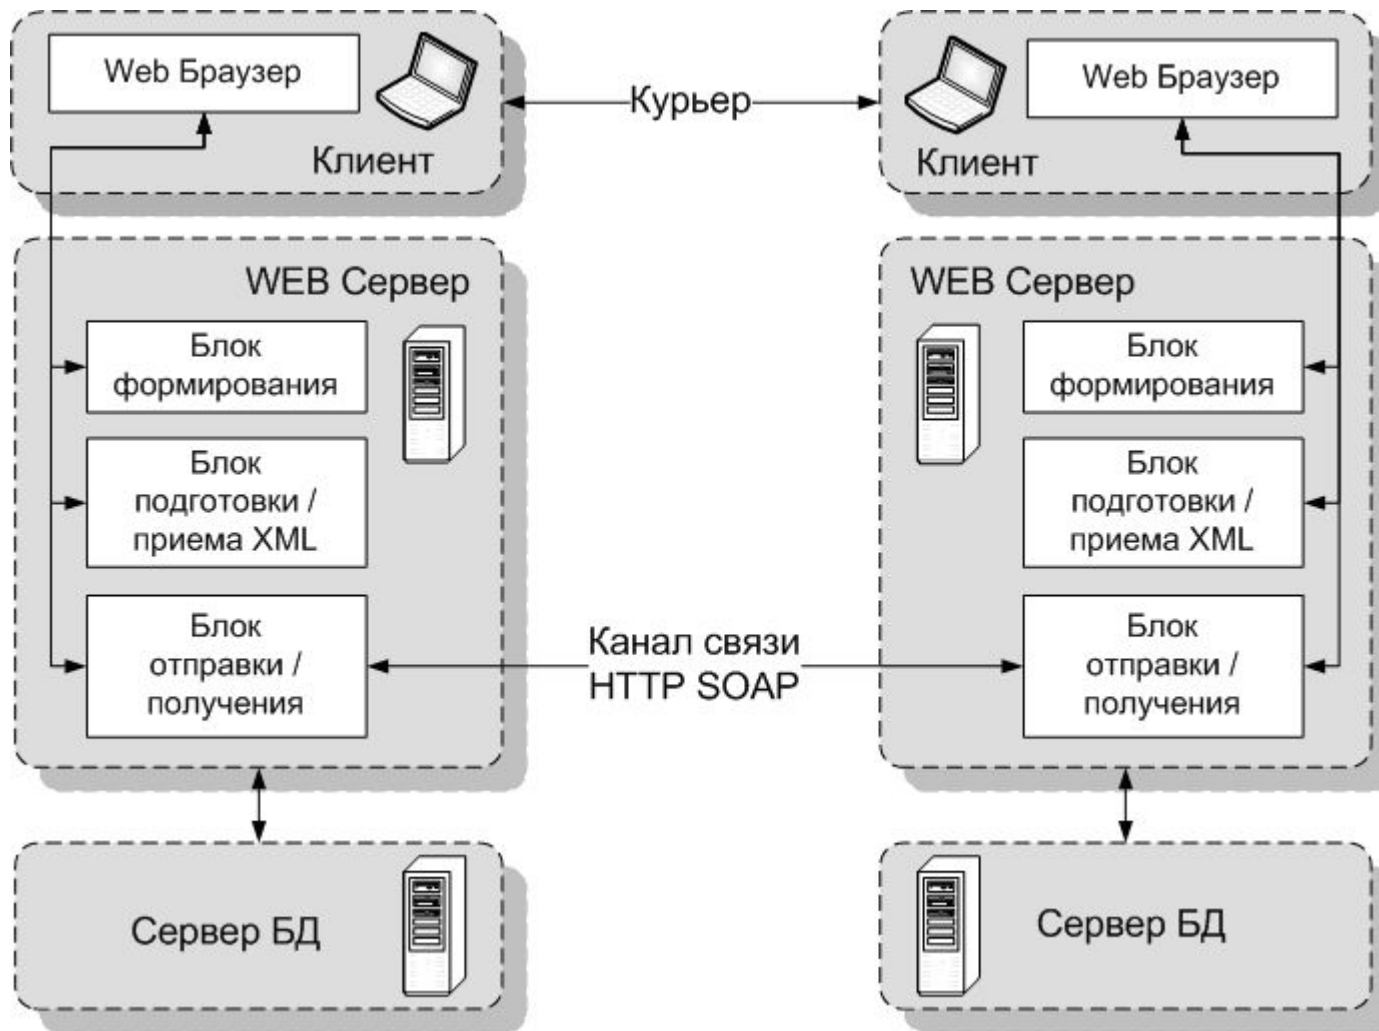 Web Браузер
Клиент
Курьер
Web Браузер
Клиент
WEB Сервер
Блок
формирования
Блок
подготовки /
приема XML
Блок
отправки /
получения
Канал связи
HTTP SOAP
WEB Сервер
Блок
формирования
Блок
подготовки /
приема XML
Блок
отправки /
получения
Сервер БД
Сервер БД